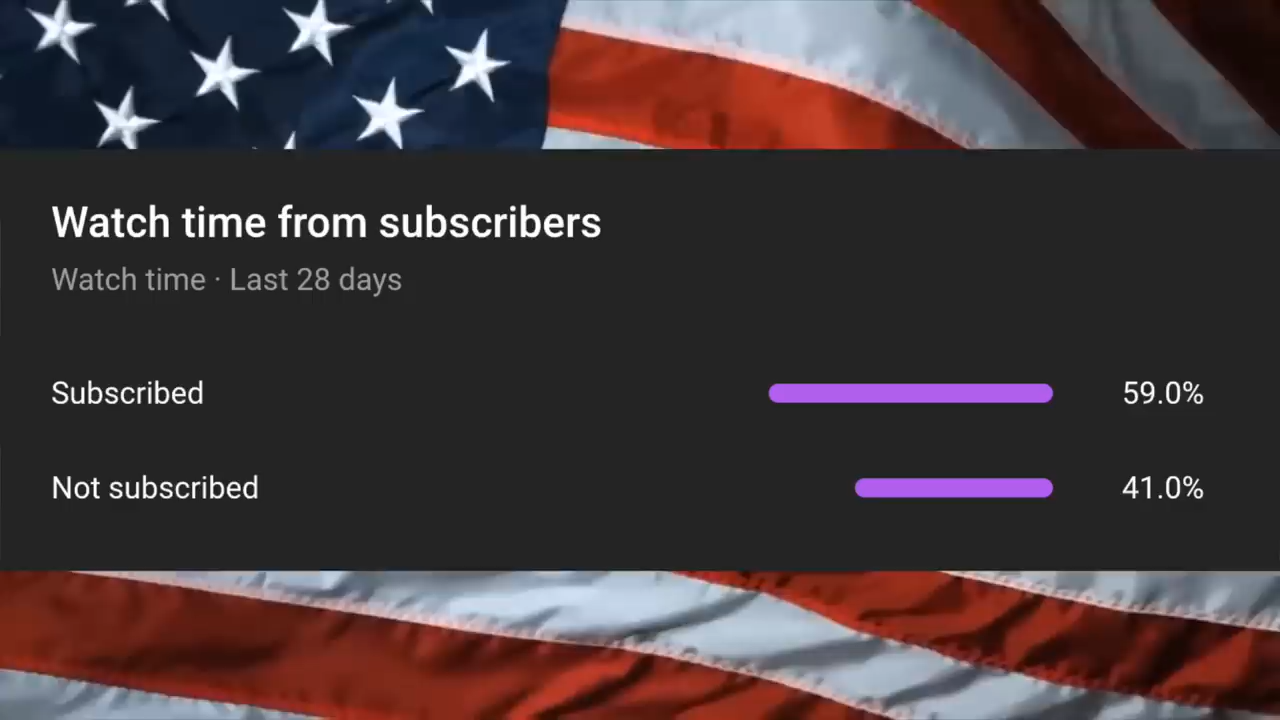 Watch time from subscribers
Watch time · Last 28 days
Subscribed 59.0%
Not subscribed 41.0%